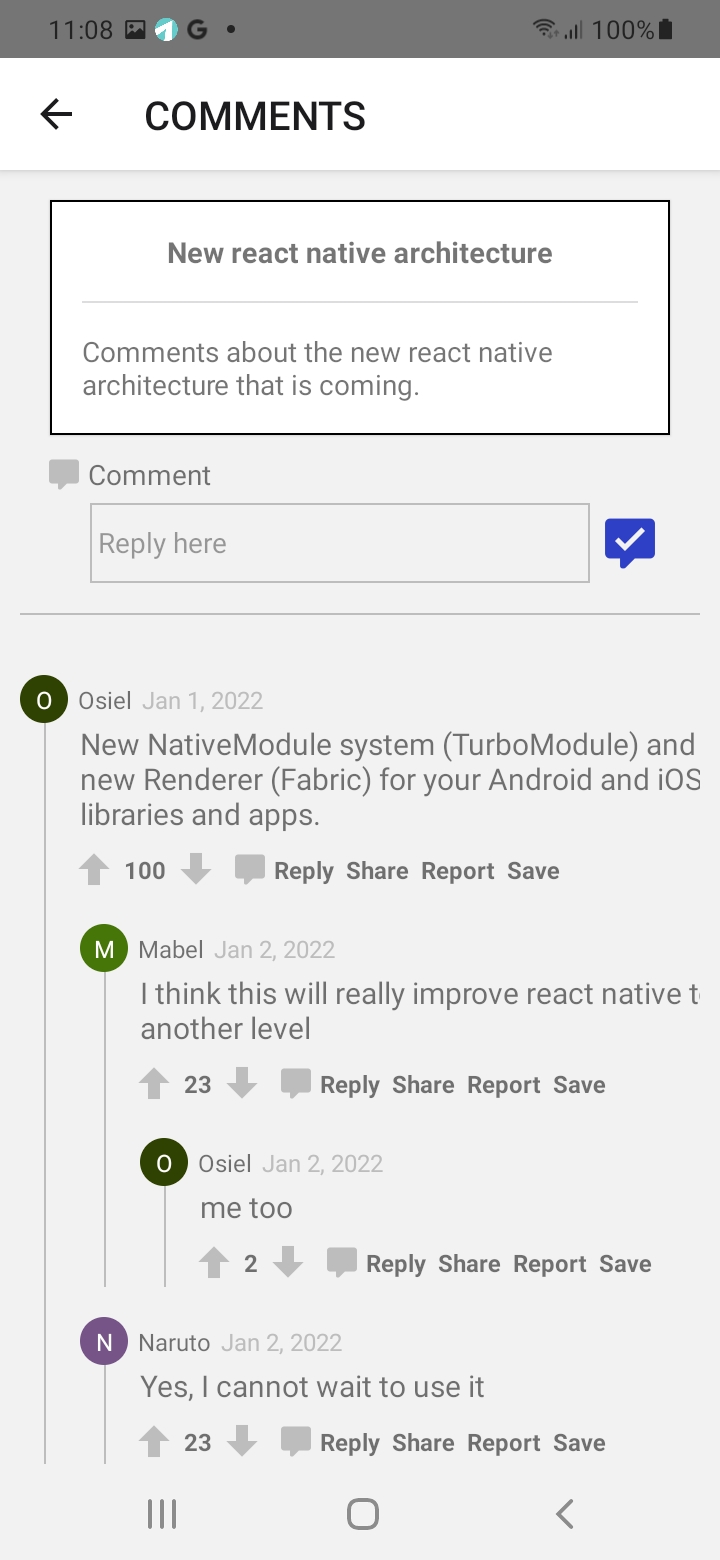 11:08 G 100%
COMMENTS
New react native architecture
Comments about the new react native
architecture that is coming.
Comment
Reply here
O Osiel Jan 1, 2022
New NativeModule system (TurboModule) and
new Renderer (Fabric) for your Android and iOS
libraries and apps.
100 Reply Share Report Save
M Mabel Jan 2, 2022
I think this will really improve react native t
another level
23 Reply Share Report Save
O Osiel Jan 2, 2022
me too
2 Reply Share Report Save
N Naruto Jan 2, 2022
Yes, I cannot wait to use it
23 Reply Share Report Save